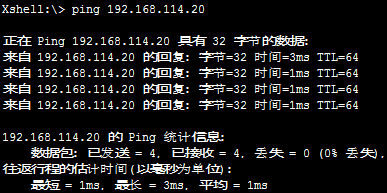 Xshell:\> ping 192.168.114.20
正在 Ping 192.168.114.20 具有 32 字节的数据:
来自 192.168.114.20 的回复: 字节=32 时间=3ms TTL=64
来自 192.168.114.20 的回复: 字节=32 时间=1ms TTL=64
来自 192.168.114.20 的回复: 字节=32 时间=1ms TTL=64
来自 192.168.114.20 的回复: 字节=32 时间=1ms TTL=64
192.168.114.20 的 Ping 统计信息:
数据包: 已发送 = 4, 已接收 = 4, 丢失 = 0 (0% 丢失),
往返行程的估计时间(以毫秒为单位):
最短 = 1ms, 最长 = 3ms, 平均 = 1ms